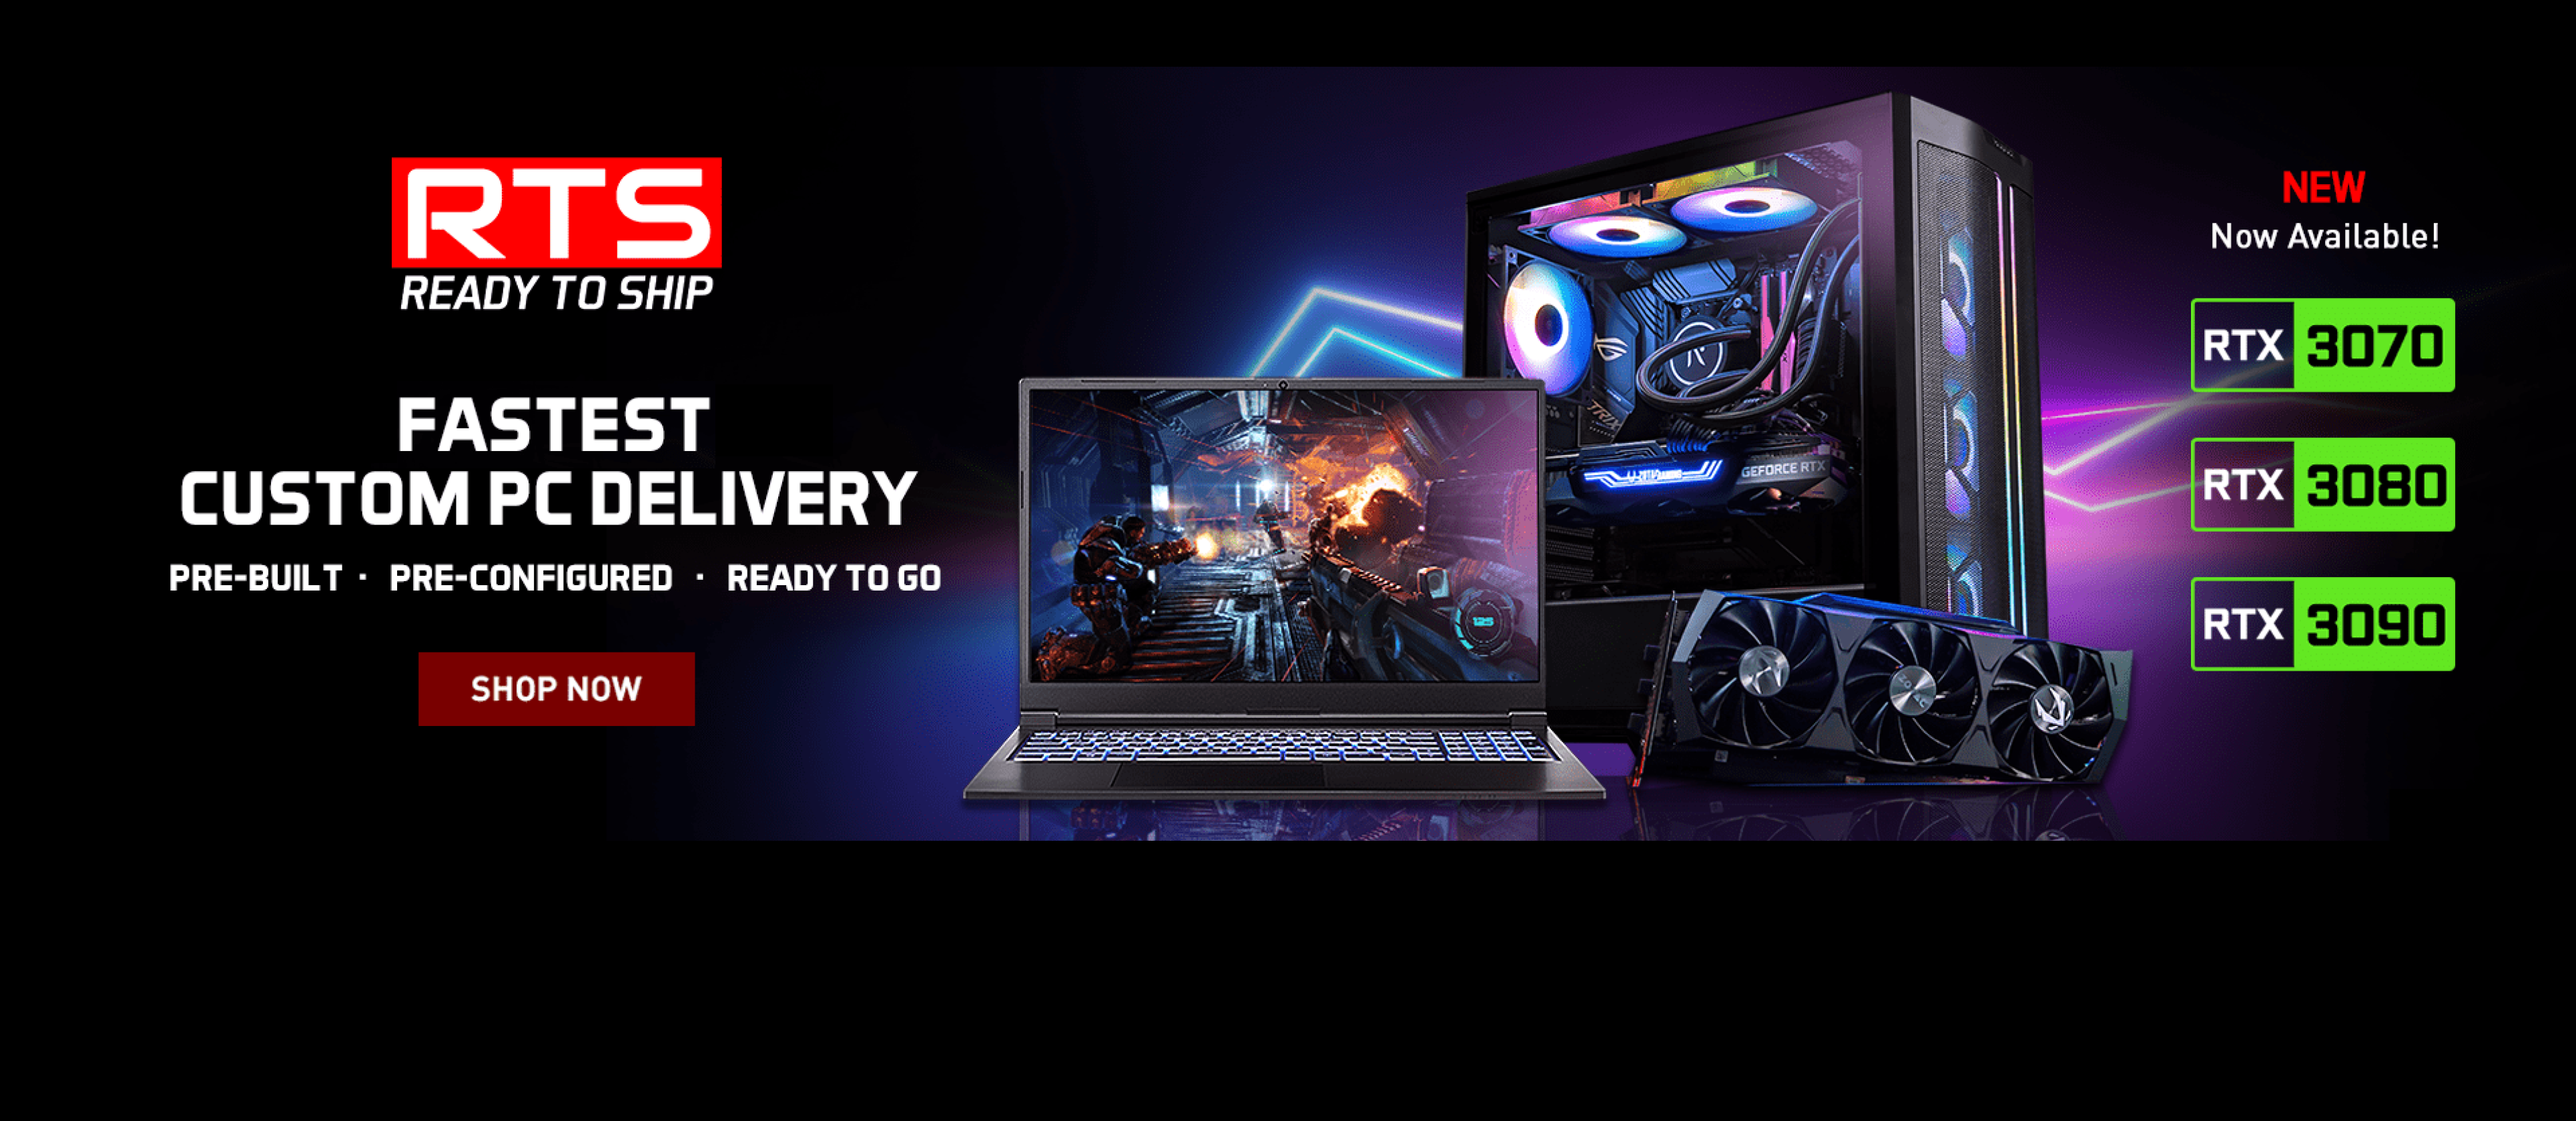 RTS
READY TO SHIP
FASTEST
CUSTOM PC DELIVERY
PRE-BUILT · PRE-CONFIGURED · READY TO GO
SHOP NOW
GEFORCE RTX
125
NEW
Now Available!
RTX 3070
RTX 3080
RTX 3090